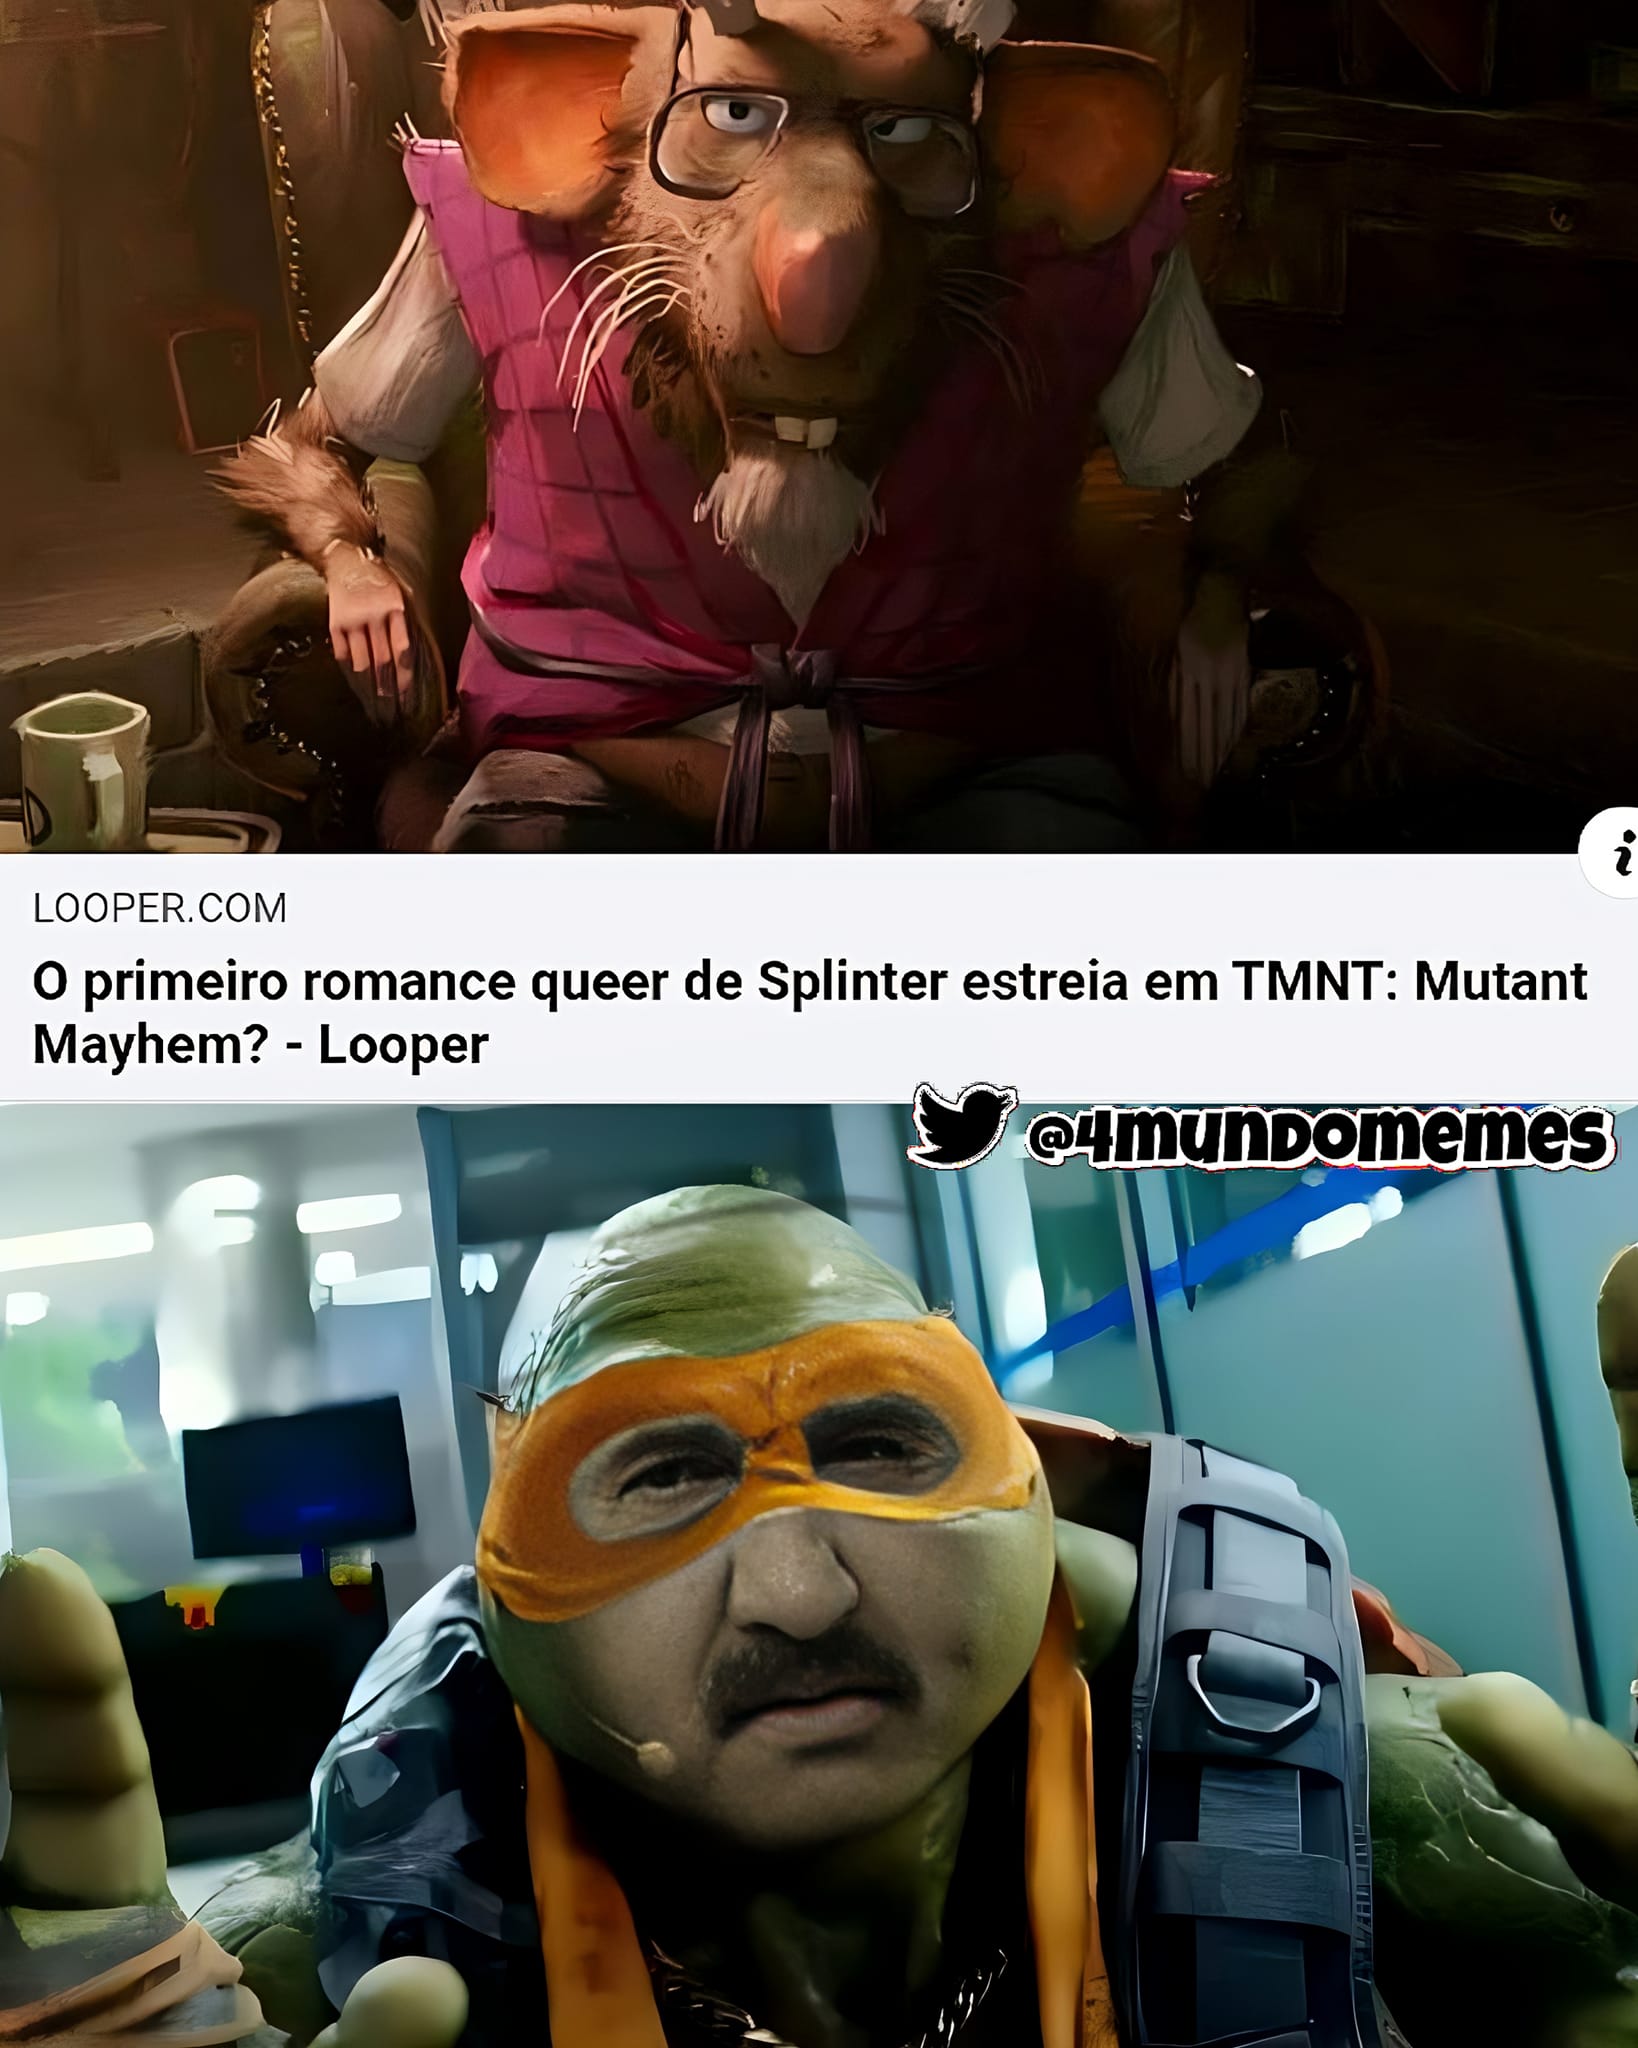 LOOPER.COM
O primeiro romance queer de Splinter estreia em TMNT: Mutant
Mayhem? - Looper
@4mundomemes